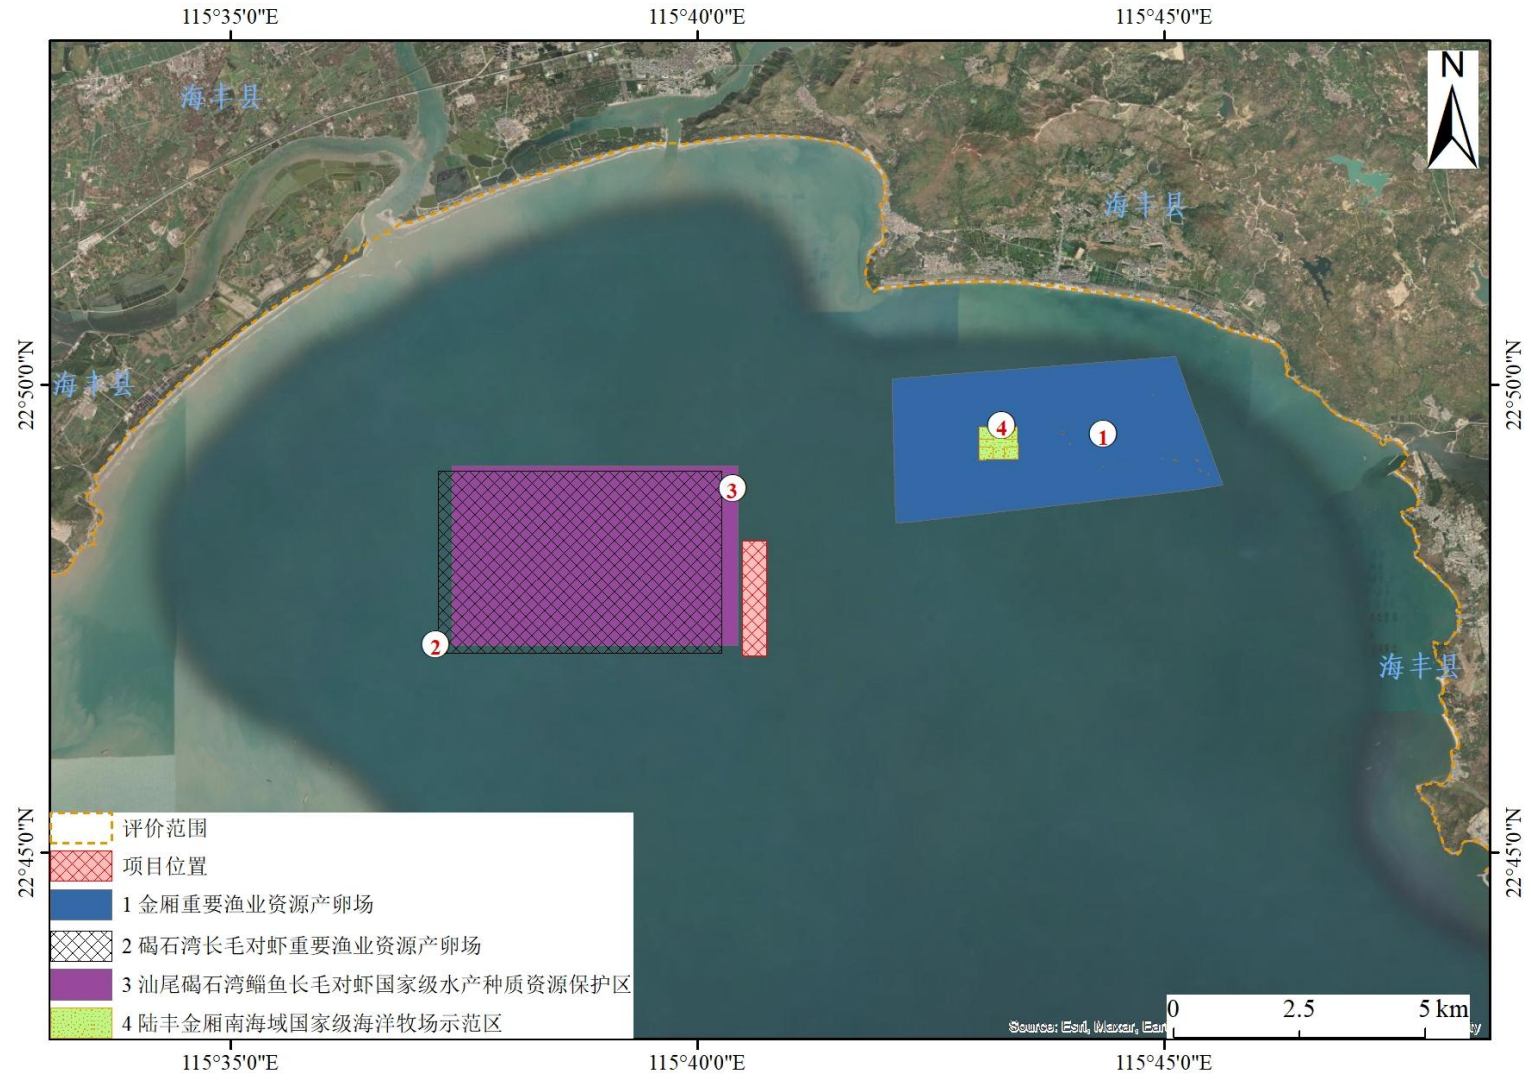 115°35'0"E
115°40'0"E
115°45'0"E
N
海丰县
海丰县
22°50'0"N
海丰县
22°50'0"N
4
1
3
2
海丰县
22°45'0"N
22°45'0"N
评价范围
项目位置
1 金厢重要渔业资源产卵场
2 碣石湾长毛对虾重要渔业资源产卵场
3 汕尾碣石湾鲻鱼长毛对虾国家级水产种质资源保护区
4 陆丰金厢南海域国家级海洋牧场示范区
0 2.5 5 km
Source: Esri, Maxar,
115°35'0"E
115°40'0"E
115°45'0"E